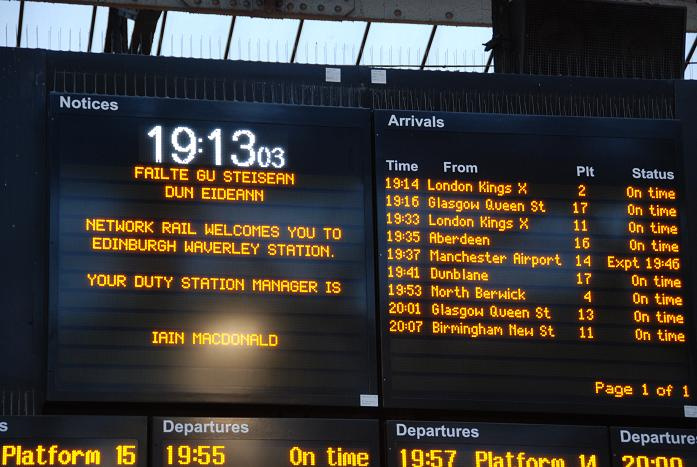 Notices
19:13 03
FAILTE GU STEISEAN
DUN EIDEANN
NETWORK RAIL WELCOMES YOU TO
EDINBURGH WAVERLEY STATION.
YOUR DUTY STATION MANAGER IS
IAIN MACDONALD
Arrivals
Time From Plt Status
19:14 London Kings X 2 On time
19:16 Glasgow Queen St 17 On time
19:33 London Kings X 11 On time
19:35 Aberdeen 16 On time
19:37 Manchester Airport 14 Expt 19:46
19:41 Dunblane 17 On time
19:53 North Berwick 4 On time
20:01 Glasgow Queen St 13 On time
20:07 Birmingham New St 11 On time
Page 1 of 1
s
Platform 15
Departures
19:55 On time
Departures
19:57 Platform 14
Departures
20:00